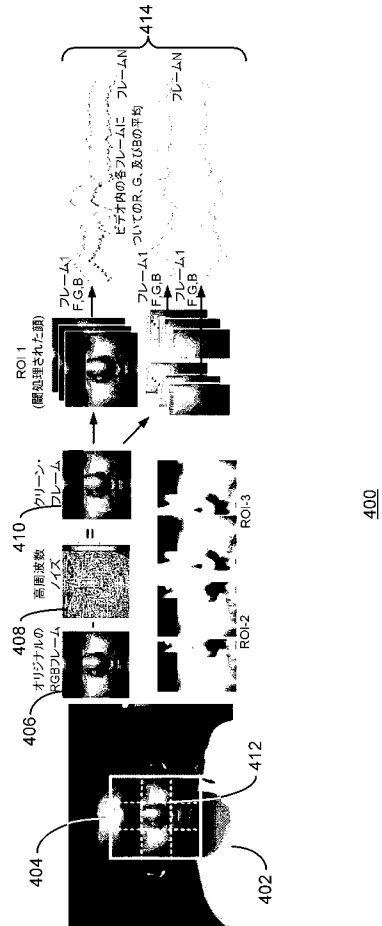 404
402
412
406
オリジナルの
RGBフレーム
408
高周波数
ノイズ
410
クリーン・
フレーム
ROI-2
ROI-3
ROI 1
(閾処理された顔)
フレーム1
F,G,B
フレームN
ビデオ内の各フレームに
ついてのR、G、及びBの平均
フレーム1
F,G,B
フレーム1
F,G,B
フレームN
414
400